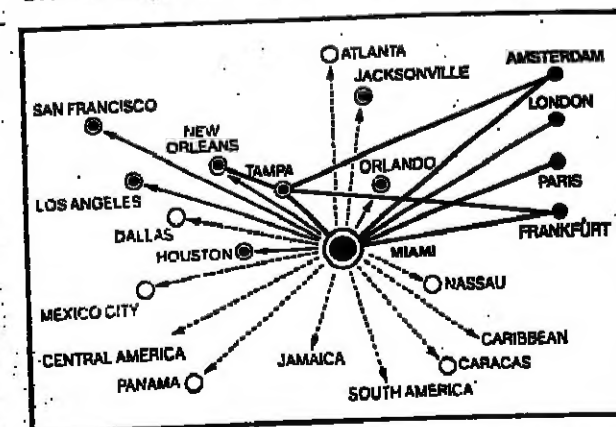 ATLANTA
AMSTERDAM
JACKSONVILLE
SAN FRANCISCO
LONDON
NEW
ORLEANS
TAMPA
ORLANDO
PARIS
LOS ANGELES
DALLAS
FRANKFURT
HOUSTON
MIAMI
NASSAU
MEXICO CITY
CARIBBEAN
CENTRAL AMERICA
JAMAICA
CARACAS
PANAMA
SOUTH AMERICA